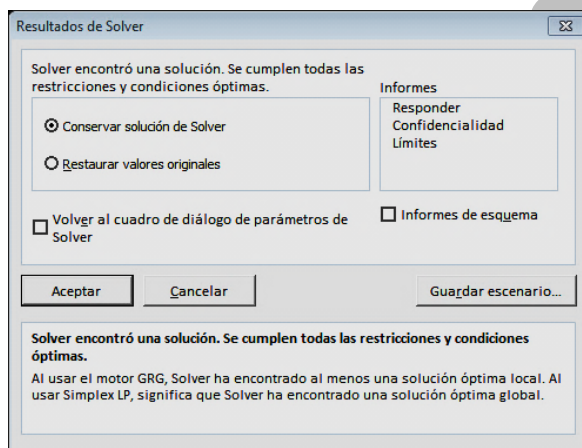 Resultados de Solver
Solver encontró una solución. Se cumplen todas las
restricciones y condiciones óptimas.
Informes
Conservar solución de Solver
Restaurar valores originales
Responder
Confidencialidad
Límites
Volver al cuadro de diálogo de parámetros de
Solver
Informes de esquema
Aceptar
Cancelar
Guardar escenario...
Solver encontró una solución. Se cumplen todas las restricciones y condiciones
óptimas.
Al usar el motor GRG, Solver ha encontrado al menos una solución óptima local. Al
usar Simplex LP, significa que Solver ha encontrado una solución óptima global.